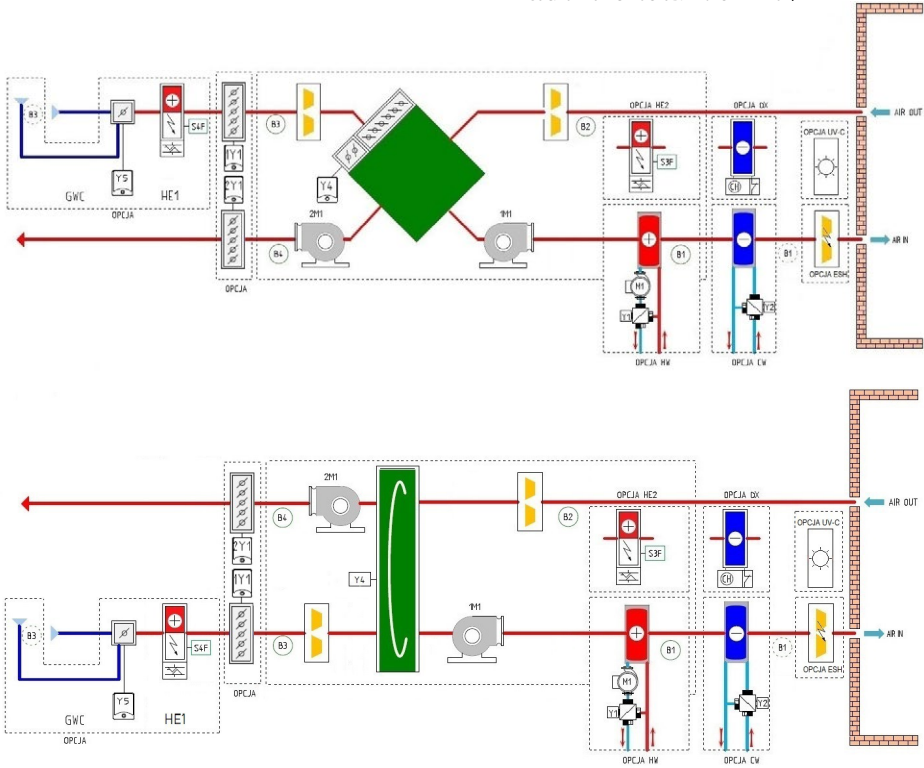 OPCJA HE2
OPCJA DX
AIR OUT
B3
S4F
B3
B2
S3F
OPCJA UV-C
1Y1
2Y1
Y5
Y4
CH
GWC
HE1
OPCJA
2M1
1M1
B4
B1
B1
AIR IN
OPCJA ESH
OPCJA
M1
Y1
Y2
OPCJA HW
OPCJA CW
2M1
OPCJA HE2
OPCJA DX
AIR OUT
B4
B2
OPCJA UV-C
2Y1
S3F
1Y1
Y4
CH
1M1
B3
S4F
B3
B1
B1
AIR IN
OPCJA ESH
M1
OPCJA
Y5
Y1
Y2
GWC
HE1
OPCJA
OPCJA HW
OPCJA CW